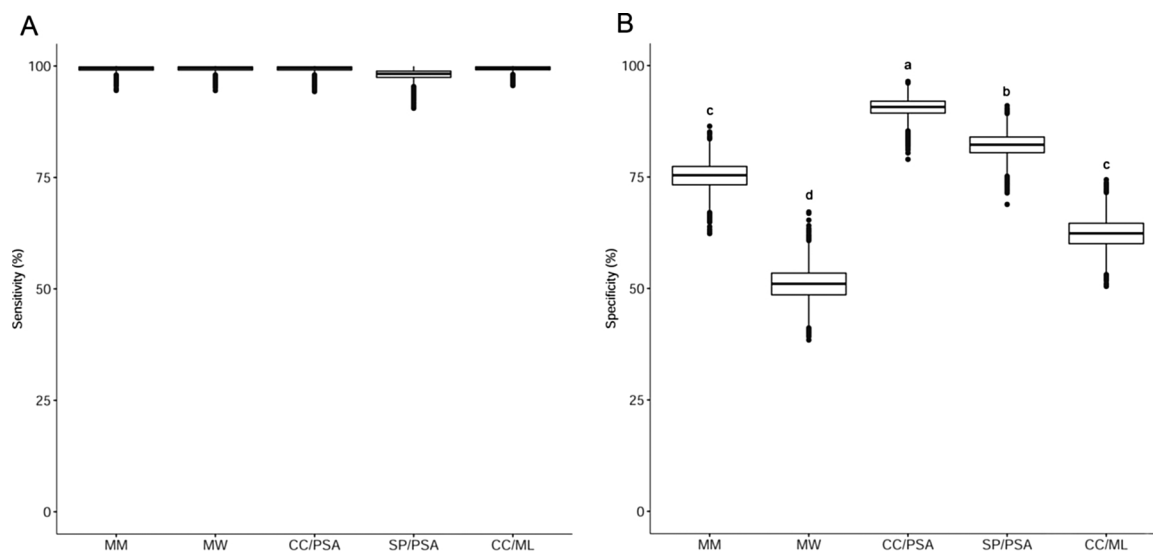 A
Sensitivity (%)
100
75
50
25
0
MM MW CC/PSA SP/PSA CC/ML
B
Specificity (%)
100
75
50
25
0
c
d
a
b
c
MM MW CC/PSA SP/PSA CC/ML